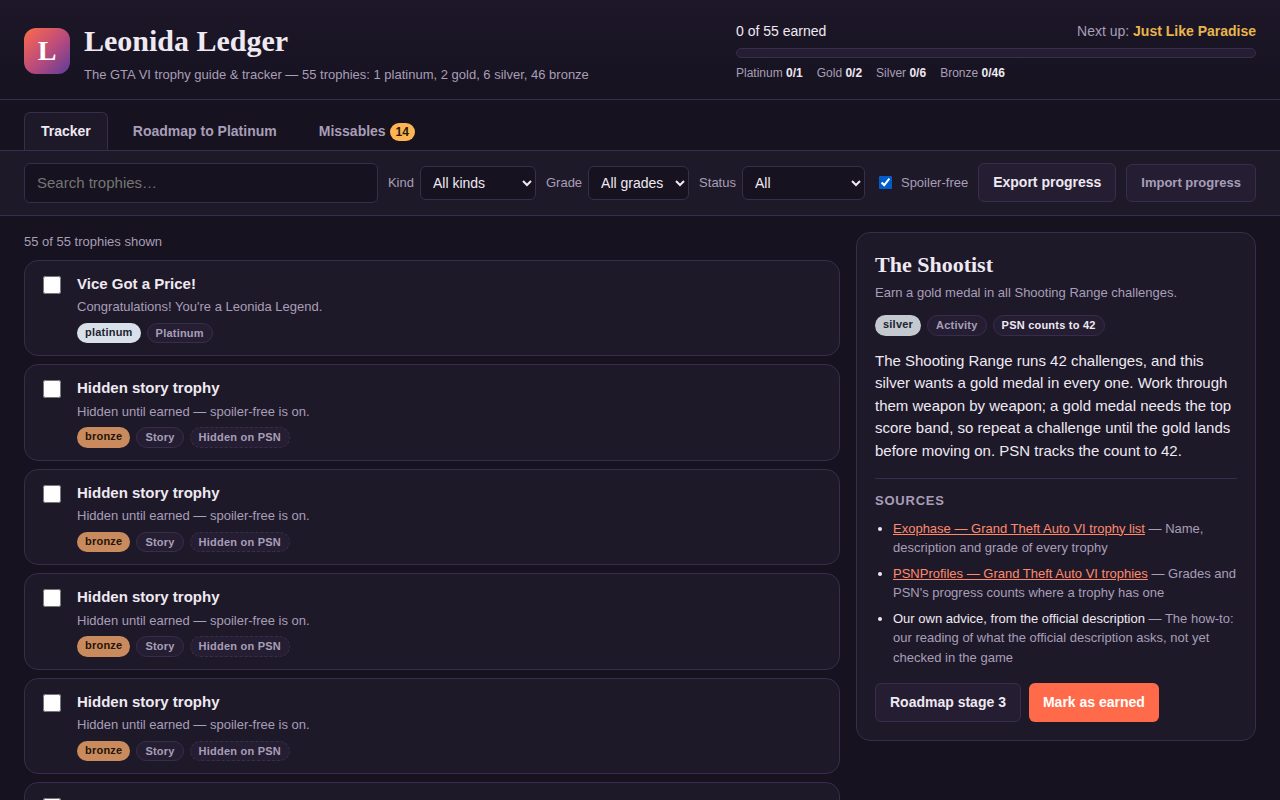 L
Leonida Ledger
The GTA VI trophy guide & tracker — 55 trophies: 1 platinum, 2 gold, 6 silver, 46 bronze
0 of 55 earned
Next up: Just Like Paradise
Platinum 0/1 Gold 0/2 Silver 0/6 Bronze 0/46
Tracker
Roadmap to Platinum
Missables 14
Search trophies…
Kind All kinds
Grade All grades
Status All
Spoiler-free
Export progress
Import progress
55 of 55 trophies shown
Vice Got a Price!
Congratulations! You're a Leonida Legend.
platinum Platinum
Hidden story trophy
Hidden until earned — spoiler-free is on.
bronze Story Hidden on PSN
Hidden story trophy
Hidden until earned — spoiler-free is on.
bronze Story Hidden on PSN
Hidden story trophy
Hidden until earned — spoiler-free is on.
bronze Story Hidden on PSN
Hidden story trophy
Hidden until earned — spoiler-free is on.
bronze Story Hidden on PSN
The Shootist
Earn a gold medal in all Shooting Range challenges.
silver Activity PSN counts to 42
The Shooting Range runs 42 challenges, and this
silver wants a gold medal in every one. Work through
them weapon by weapon; a gold medal needs the top
score band, so repeat a challenge until the gold lands
before moving on. PSN tracks the count to 42.
SOURCES
Exophase — Grand Theft Auto VI trophy list — Name,
description and grade of every trophy
PSNProfiles — Grand Theft Auto VI trophies — Grades and
PSN's progress counts where a trophy has one
Our own advice, from the official description — The how-to:
our reading of what the official description asks, not yet
checked in the game
Roadmap stage 3
Mark as earned